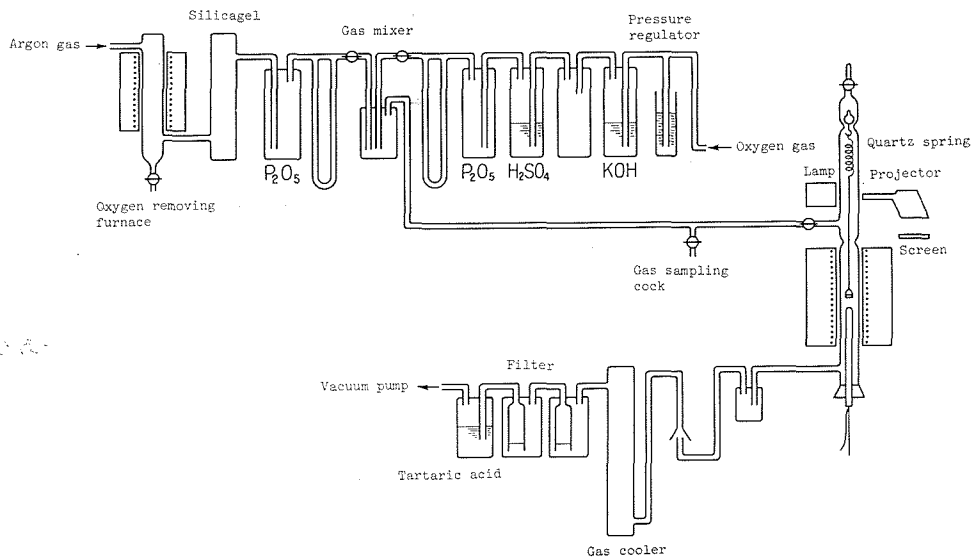 Silicagel
Argon gas
Gas mixer
Pressure
regulator
P₂O₅
P₂O₅
H₂SO₄
KOH
Oxygen gas
Quartz spring
Lamp
Projector
Screen
Oxygen removing
furnace
Gas sampling
cock
Filter
Vacuum pump
Tartaric acid
Gas cooler